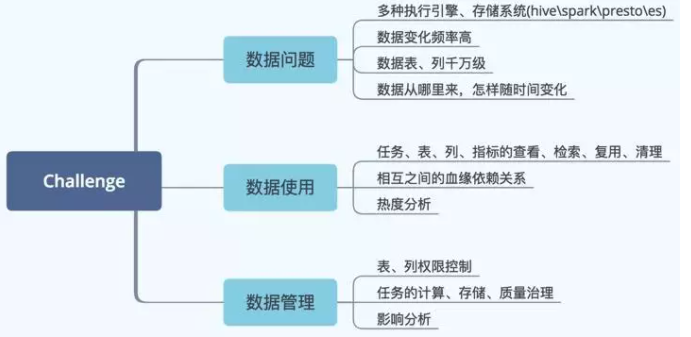 Challenge
数据问题
多种执行引擎、存储系统(hive\spark\presto\es)
数据变化频率高
数据表、列千万级
数据从哪里来，怎样随时间变化
数据使用
任务、表、列、指标的查看、检索、复用、清理
相互之间的血缘依赖关系
热度分析
数据管理
表、列权限控制
任务的计算、存储、质量治理
影响分析